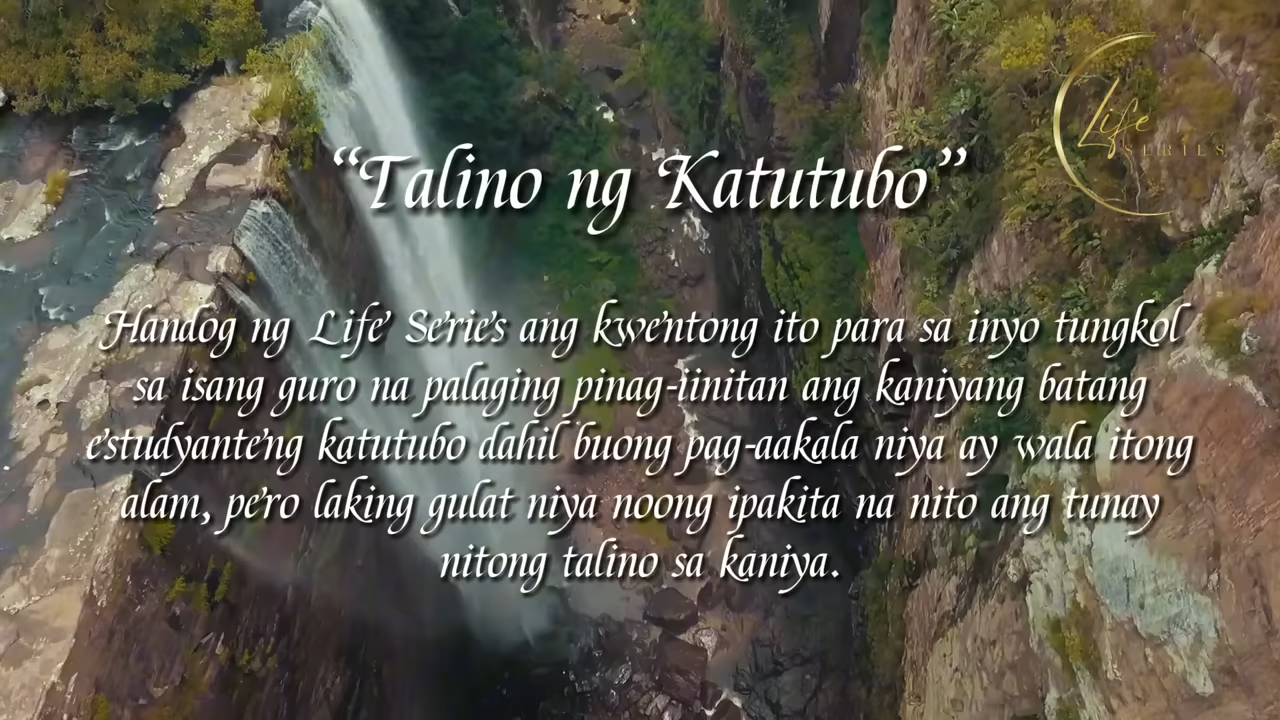 Life
SERIES
“Talino ng Katutubo”
Handog ng Life Series ang kwentong ito para sa inyo tungkol
sa isang guro na palaging pinag-iinitan ang kaniyang batang
estudyanteng katutubo dahil buong pag-aakala niya ay wala itong
alam, pero laking gulat niya noong ipakita na nito ang tunay
nitong talino sa kaniya.